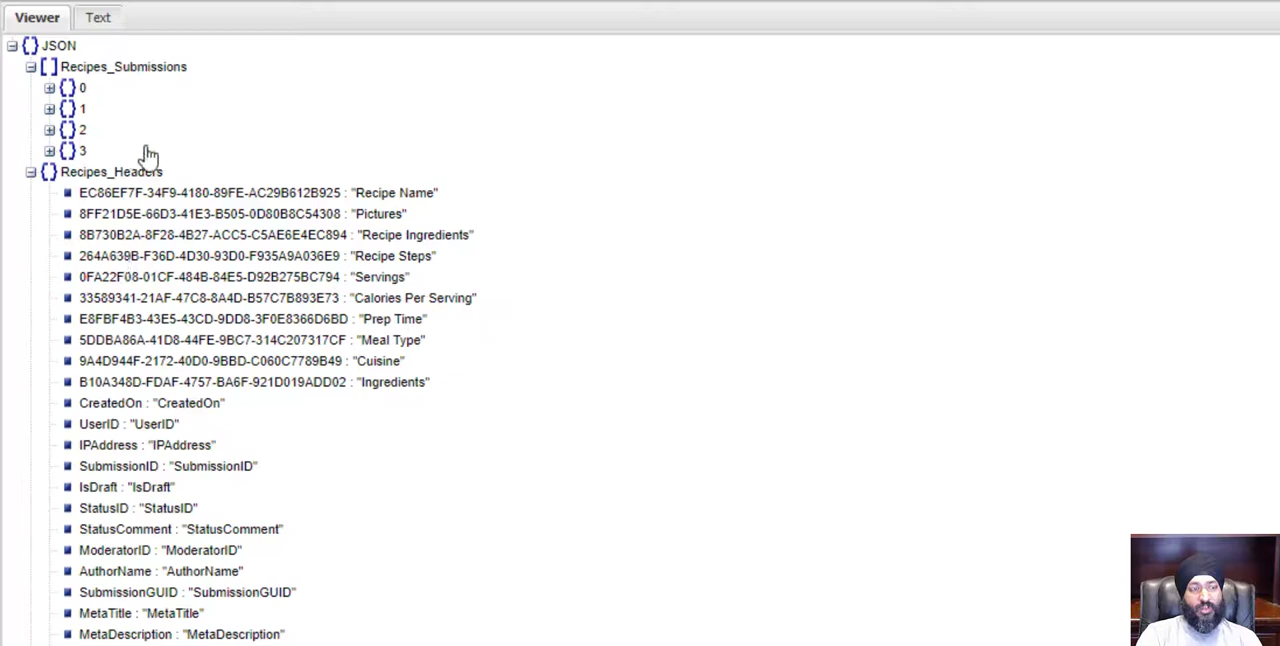 Viewer Text
JSON
Recipes_Submissions
0
1
2
3
Recipes_Headers
EC86EF7F-34F9-4180-89FE-AC29B612B925 : "Recipe Name"
8FF21D5E-66D3-41E3-B505-0D80B8C54308 : "Pictures"
8B730B2A-8F28-4B27-ACC5-C5AE6E4EC894 : "Recipe Ingredients"
264A639B-F36D-4D30-93D0-F935A9A036E9 : "Recipe Steps"
0FA22F08-01CF-484B-84E5-D92B275BC794 : "Servings"
33589341-21AF-47C8-8A4D-B57C7B893E73 : "Calories Per Serving"
E8FBF4B3-43E5-43CD-9DD8-3F0E8366D6BD : "Prep Time"
5DDBA86A-41D8-44FE-9BC7-314C207317CF : "Meal Type"
9A4D944F-2172-40D0-9BBD-C060C7789B49 : "Cuisine"
B10A348D-FDAF-4757-BA6F-921D019ADD02 : "Ingredients"
CreatedOn : "CreatedOn"
UserID : "UserID"
IPAddress : "IPAddress"
SubmissionID : "SubmissionID"
IsDraft : "IsDraft"
StatusID : "StatusID"
StatusComment : "StatusComment"
ModeratorID : "ModeratorID"
AuthorName : "AuthorName"
SubmissionGUID : "SubmissionGUID"
MetaTitle : "MetaTitle"
MetaDescription : "MetaDescription"